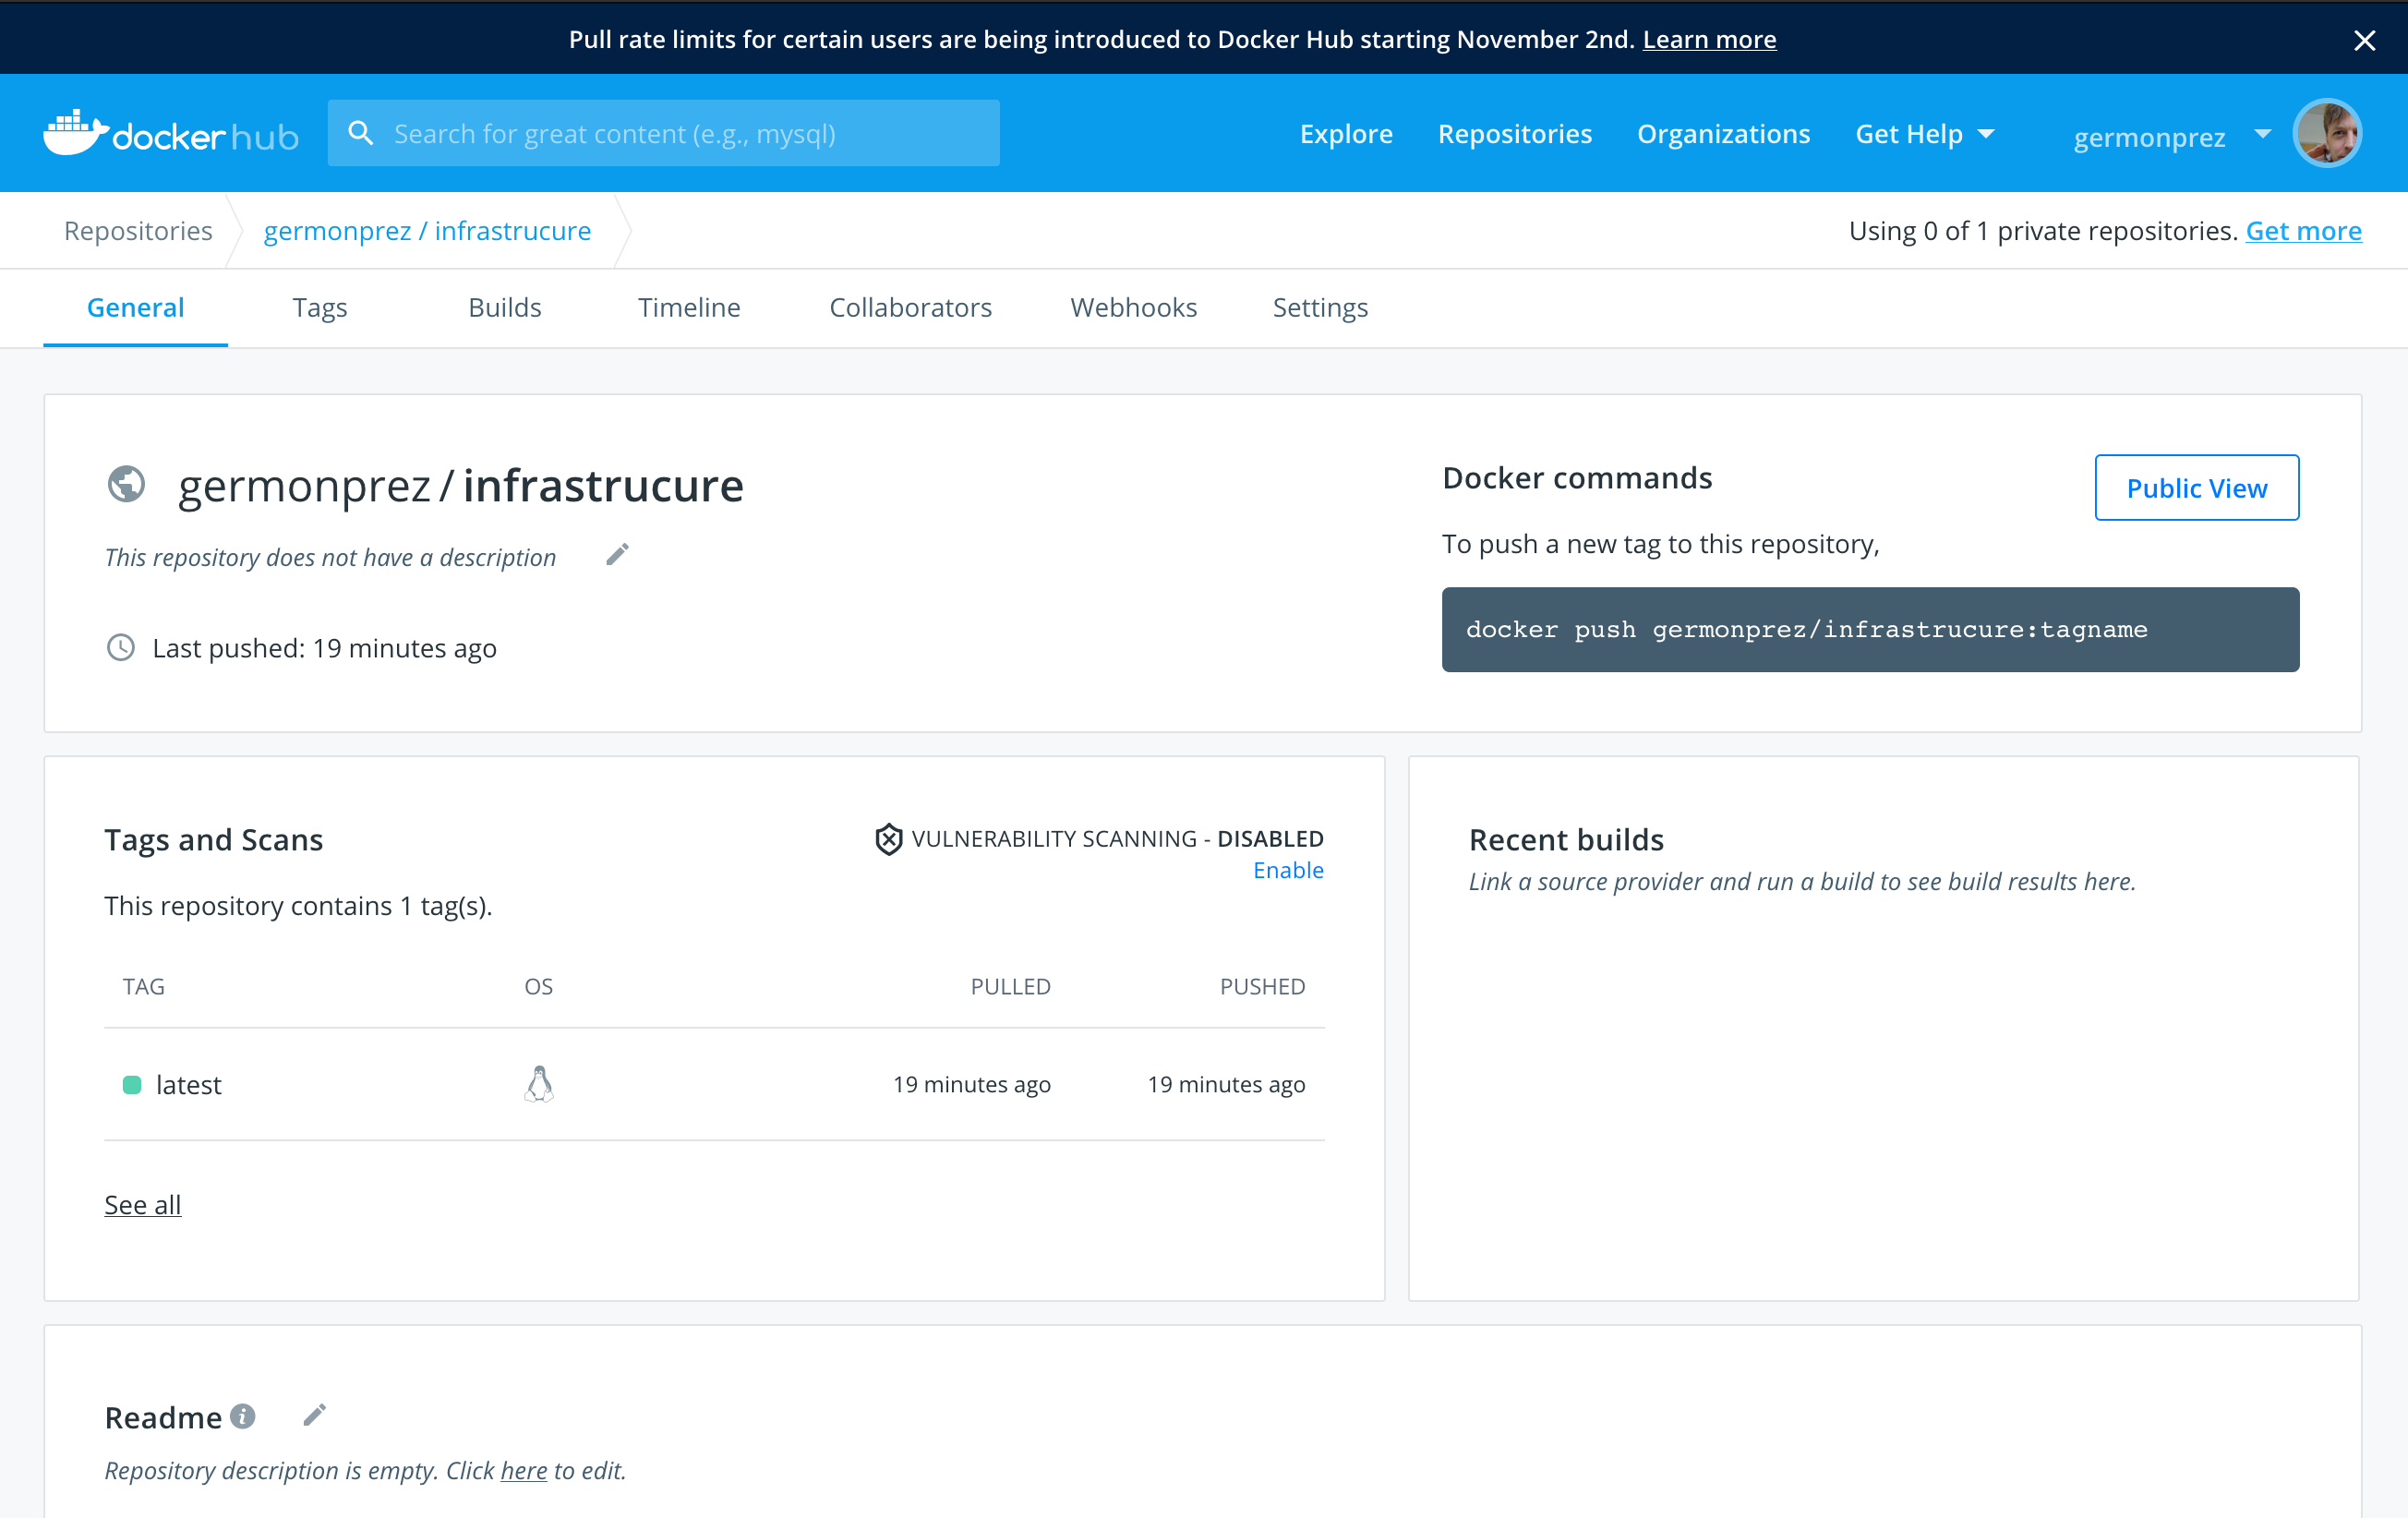 Pull rate limits for certain users are being introduced to Docker Hub starting November 2nd. Learn more
docker hub
Search for great content (e.g., mysql)
Explore
Repositories
Organizations
Get Help
germonprez
Repositories
germonprez / infrastrucure
Using 0 of 1 private repositories. Get more
General
Tags
Builds
Timeline
Collaborators
Webhooks
Settings
germonprez / infrastrucure
This repository does not have a description
Last pushed: 19 minutes ago
Docker commands
Public View
To push a new tag to this repository,
docker push germonprez/infrastrucure:tagname
Tags and Scans
VULNERABILITY SCANNING - DISABLED
Enable
This repository contains 1 tag(s).
TAG
OS
PULLED
PUSHED
latest
19 minutes ago
19 minutes ago
See all
Recent builds
Link a source provider and run a build to see build results here.
Readme
Repository description is empty. Click here to edit.